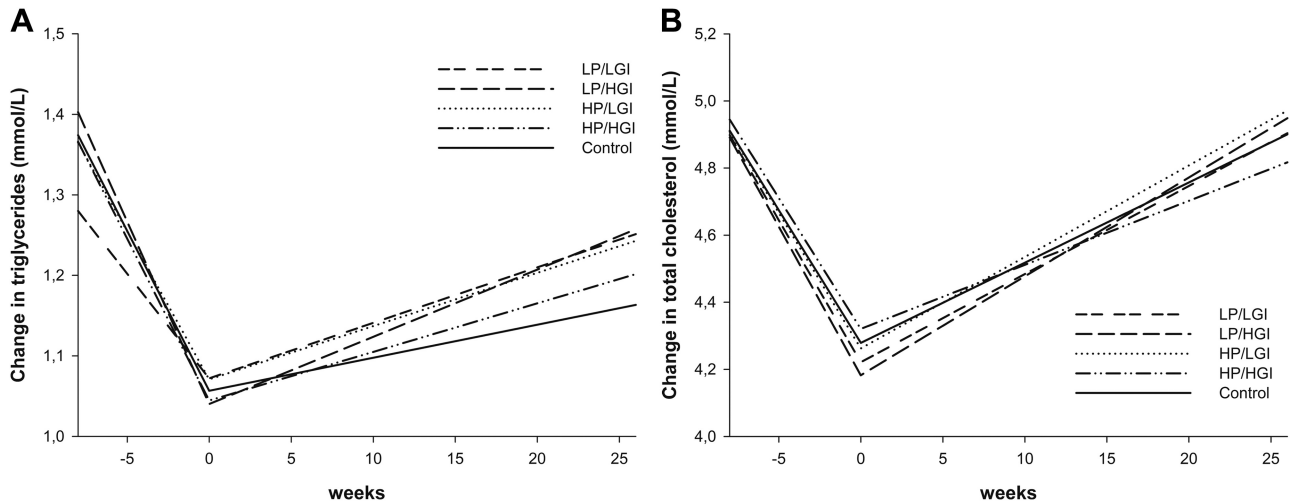 A
Change in triglycerides (mmol/L)
1,5
1,4
1,3
1,2
1,1
1,0
-5 0 5 10 15 20 25
weeks
LP/LGI
LP/HGI
HP/LGI
HP/HGI
Control
B
Change in total cholesterol (mmol/L)
5,2
5,0
4,8
4,6
4,4
4,2
4,0
-5 0 5 10 15 20 25
weeks
LP/LGI
LP/HGI
HP/LGI
HP/HGI
Control